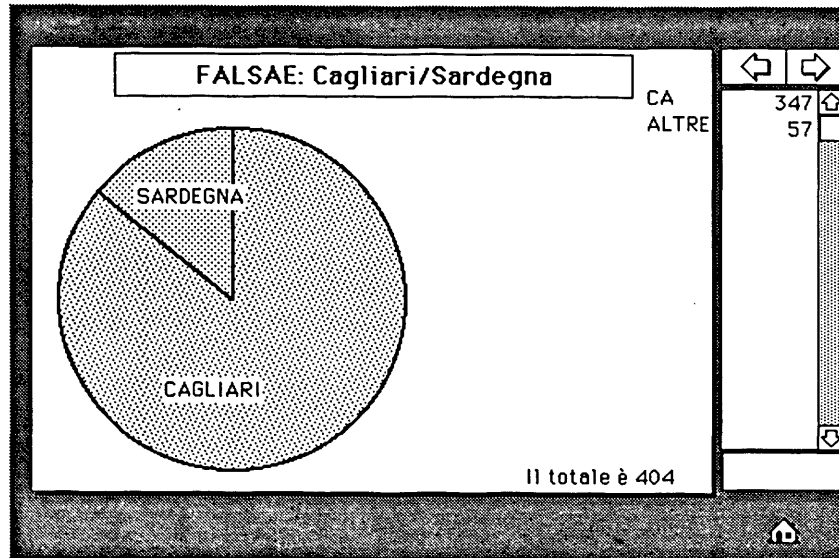 FALSAE: Cagliari/Sardegna
CA 347
ALTRE 57
SARDEGNA
CAGLIARI
Il totale è 404